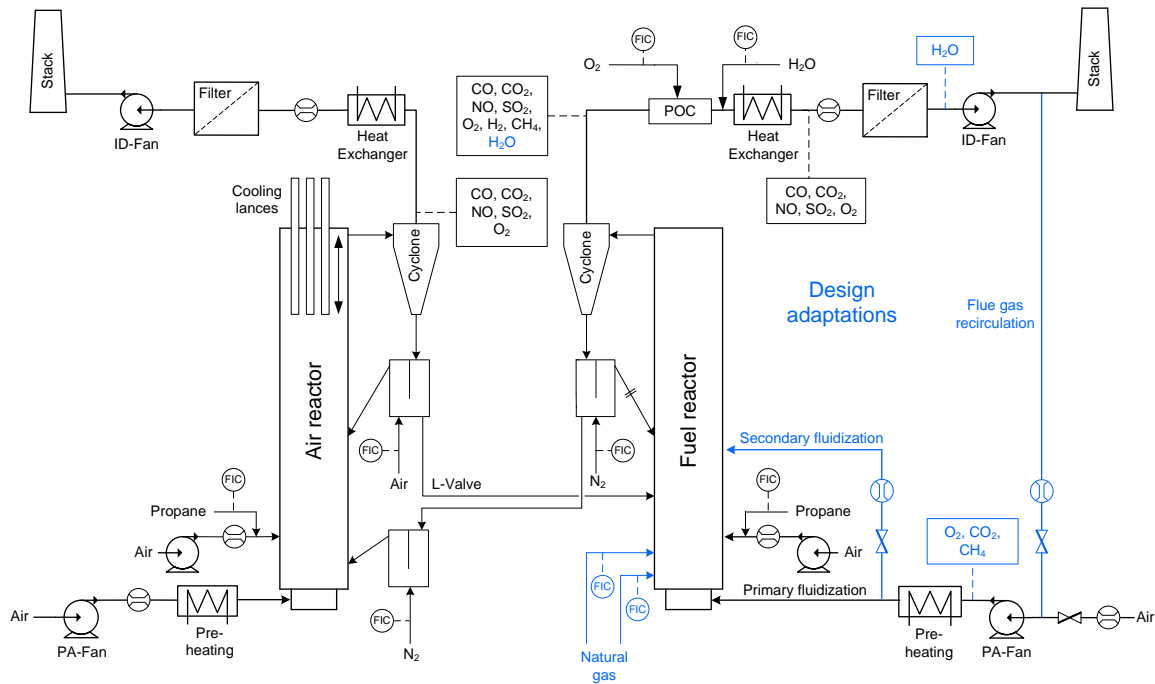 Stack
Filter
ID-Fan
Heat
Exchanger
CO, CO₂,
NO, SO₂,
O₂, H₂, CH₄,
H₂O
FIC
O₂
FIC
H₂O
POC
Heat
Exchanger
Filter
H₂O
ID-Fan
Stack
Cooling
lances
CO, CO₂,
NO, SO₂,
O₂
CO, CO₂,
NO, SO₂, O₂
Cyclone
Cyclone
Design
adaptations
Flue gas
recirculation
Air reactor
Fuel reactor
FIC
Air
L-Valve
FIC
N₂
Secondary fluidization
FIC
Propane
Air
FIC
Propane
Air
O₂, CO₂,
CH₄
FIC
FIC
Primary fluidization
Air
PA-Fan
Pre-
heating
FIC
N₂
Natural
gas
Pre-
heating
PA-Fan
Air